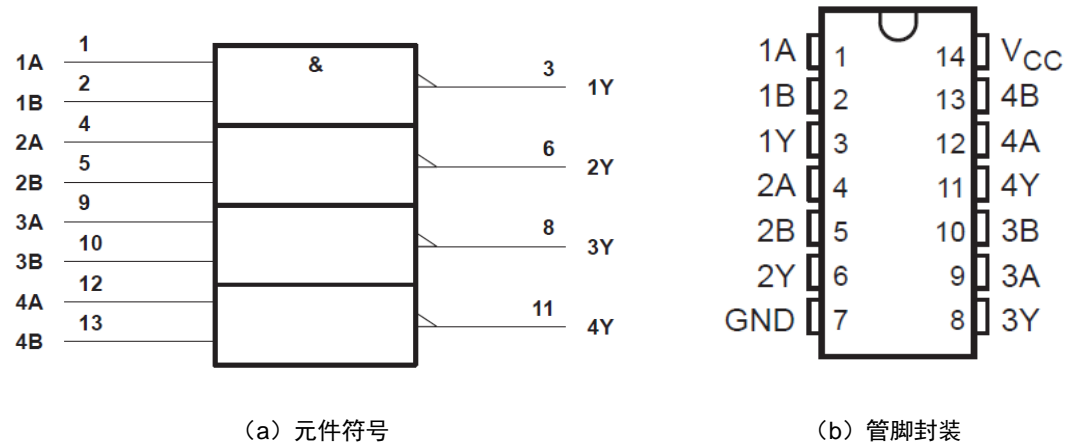 1
1A
2
1B
4
2A
5
2B
9
3A
10
3B
12
4A
13
4B
&
3
1Y
6
2Y
8
3Y
11
4Y
(a)元件符号
1A 1 14 VCC
1B 2 13 4B
1Y 3 12 4A
2A 4 11 4Y
2B 5 10 3B
2Y 6 9 3A
GND 7 8 3Y
(b)管脚封装